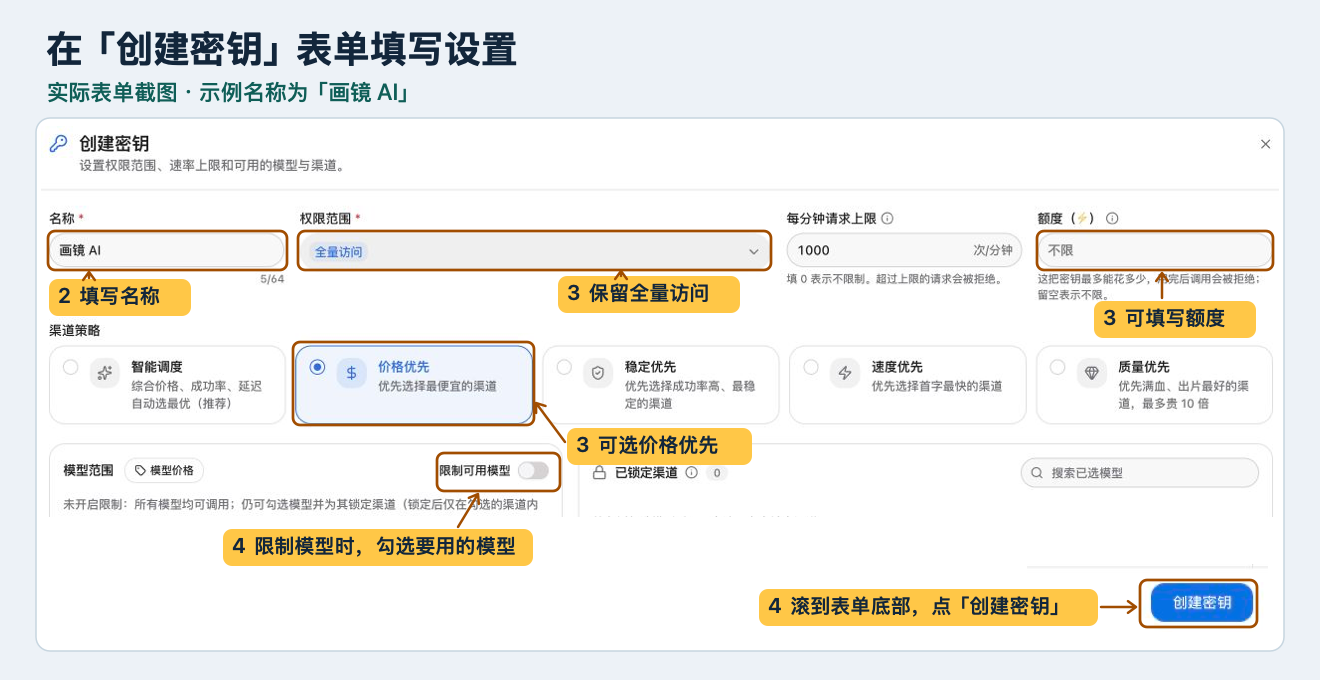 在「创建密钥」表单填写设置
实际表单截图 · 示例名称为「画镜 AI」
创建密钥
设置权限范围、速率上限和可用的模型与渠道。
名称 *
权限范围 *
每分钟请求上限
额度（⚡）
画镜 AI
全量访问
1000
次/分钟
不限
5/64
填 0 表示不限制。超过上限的请求会被拒绝。
这把密钥最多能花多少，用完后调用会被拒绝；
留空表示不限。
2 填写名称
3 保留全量访问
3 可填写额度
渠道策略
智能调度
综合价格、成功率、延迟
自动选最优（推荐）
价格优先
优先选择最便宜的渠道
稳定优先
优先选择成功率高、最稳
定的渠道
速度优先
优先选择首字最快的渠道
质量优先
优先满血、出片最好的渠
道，最多贵 10 倍
3 可选价格优先
模型范围
模型价格
限制可用模型
已锁定渠道
0
搜索已选模型
未开启限制：所有模型均可调用；仍可勾选模型并为其锁定渠道（锁定后仅在勾选的渠道内
4 限制模型时，勾选要用的模型
4 滚到表单底部，点「创建密钥」
创建密钥